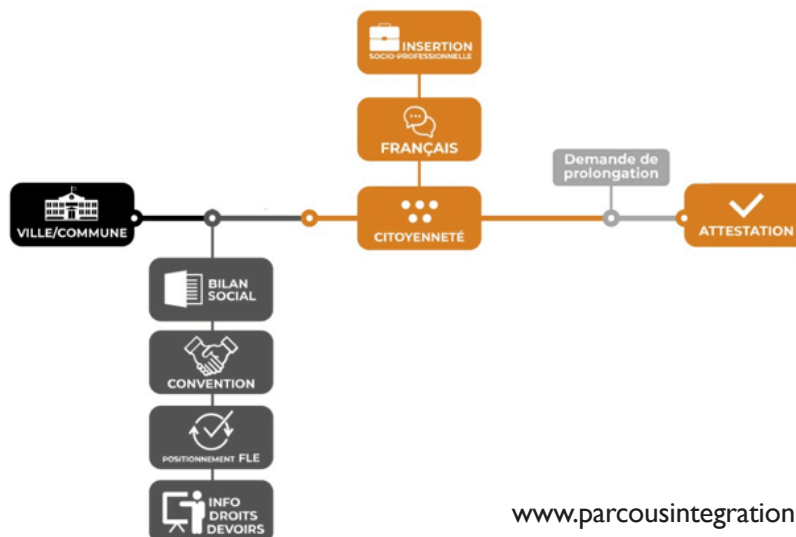 INSERTION
SOCIO-PROFESSIONNELLE
FRANÇAIS
Demande de
prolongation
VILLE/COMMUNE
CITOYENNETÉ
ATTESTATION
BILAN
SOCIAL
CONVENTION
POSITIONNEMENT FLE
INFO
DROITS
DEVOIRS
www.parcousintegration